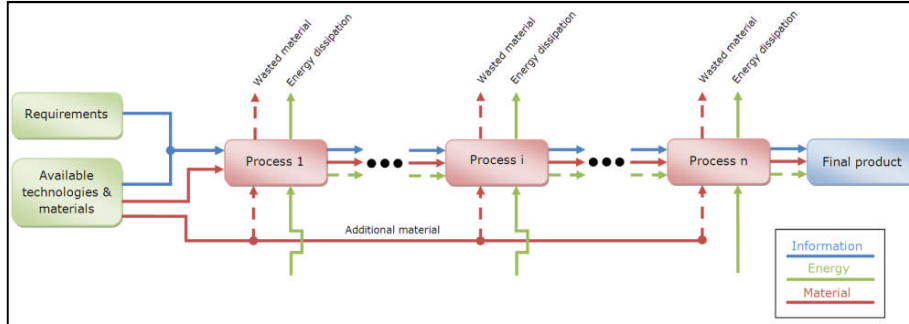 Wasted material
Energy dissipation
Wasted material
Energy dissipation
Wasted material
Energy dissipation
Requirements
Available
technologies &
materials
Process 1
Process i
Process n
Final product
Additional material
Information
Energy
Material